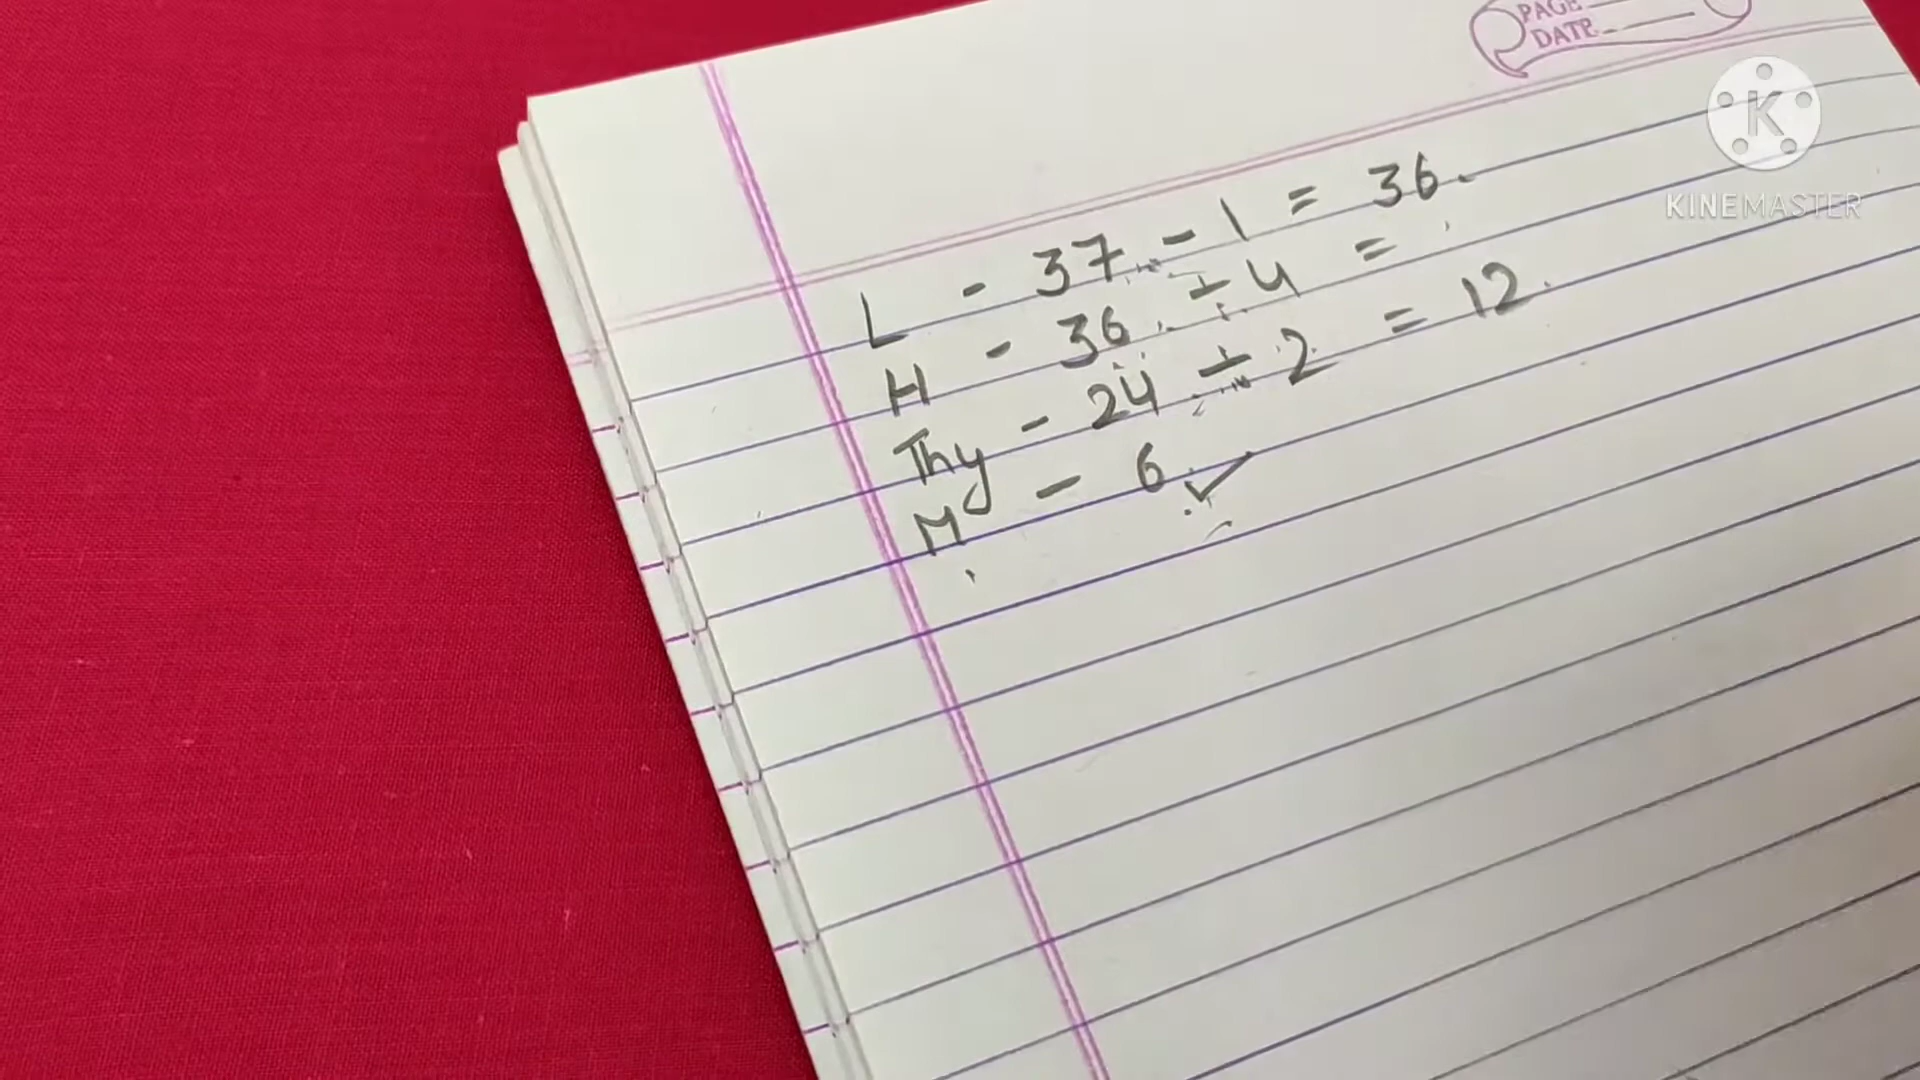 PAGE
DATE
K
KINEMASTER
L - 37 - 1 = 36.
H - 36 ÷ 4 =
Thy - 24 ÷ 2 = 12.
M - 6 ✓